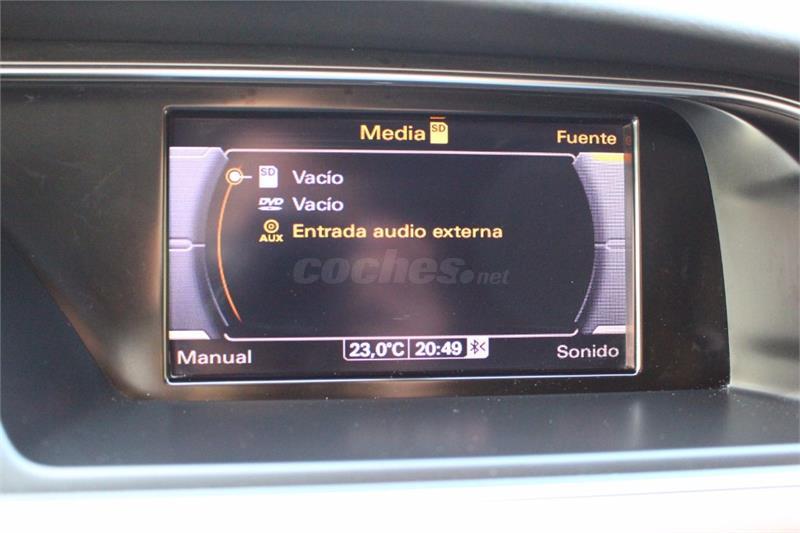 Media SD
Fuente
SD Vacío
DVD Vacío
AUX Entrada audio externa
coches.net
Manual
23,0°C 20:49
Sonido